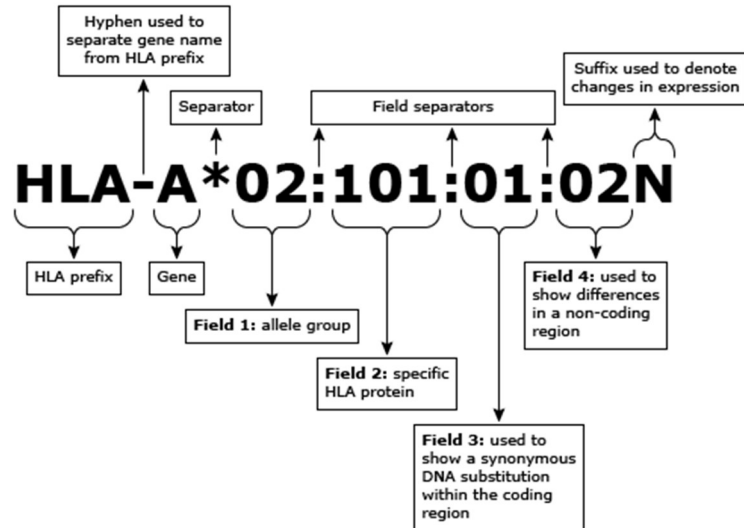 Hyphen used to
separate gene name
from HLA prefix
Suffix used to denote
changes in expression
Separator
Field separators
HLA-A*02:101:01:02N
HLA prefix
Gene
Field 1: allele group
Field 2: specific
HLA protein
Field 3: used to
show a synonymous
DNA substitution
within the coding
region
Field 4: used to
show differences
in a non-coding
region